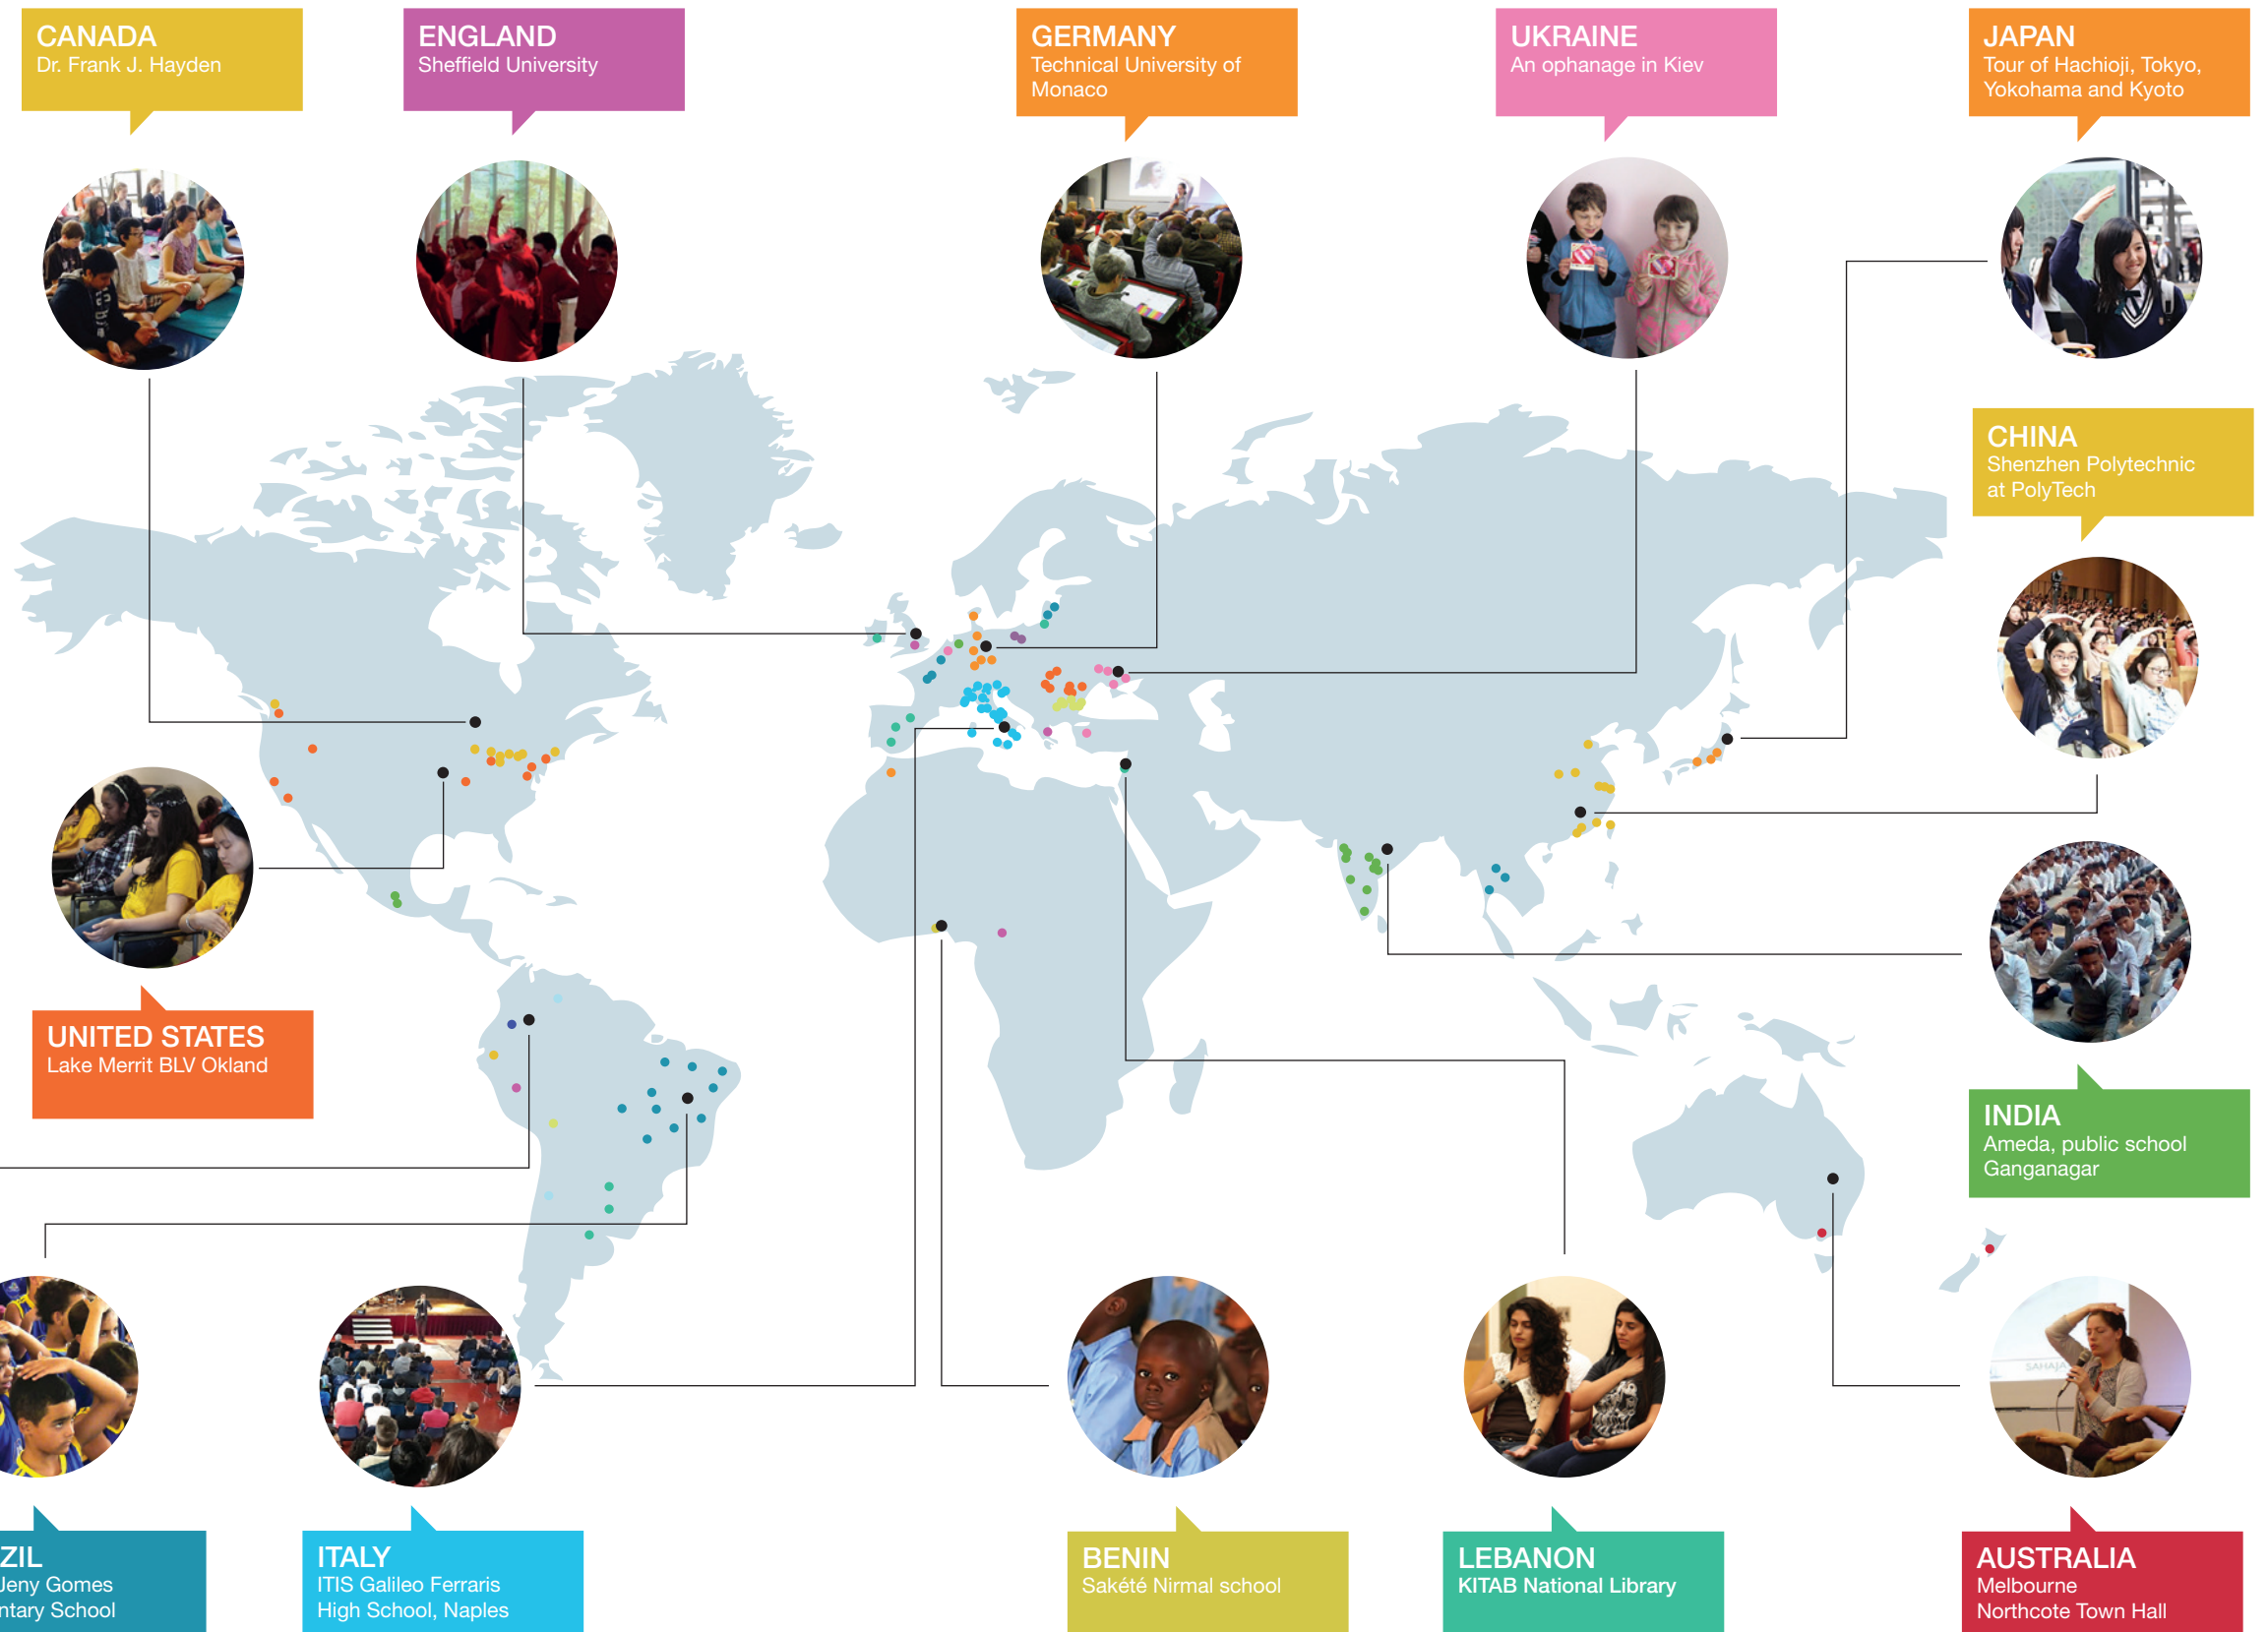 CANADA
Dr. Frank J. Hayden
ENGLAND
Sheffield University
GERMANY
Technical University of
Monaco
UKRAINE
An ophanage in Kiev
JAPAN
Tour of Hachioji, Tokyo,
Yokohama and Kyoto
CHINA
Shenzhen Polytechnic
at PolyTech
UNITED STATES
Lake Merrit BLV Okland
INDIA
Ameda, public school
Ganganagar
SAHAJA
ZIL
Jeny Gomes
ntary School
ITALY
ITIS Galileo Ferraris
High School, Naples
BENIN
Sakété Nirmal school
LEBANON
KITAB National Library
AUSTRALIA
Melbourne
Northcote Town Hall